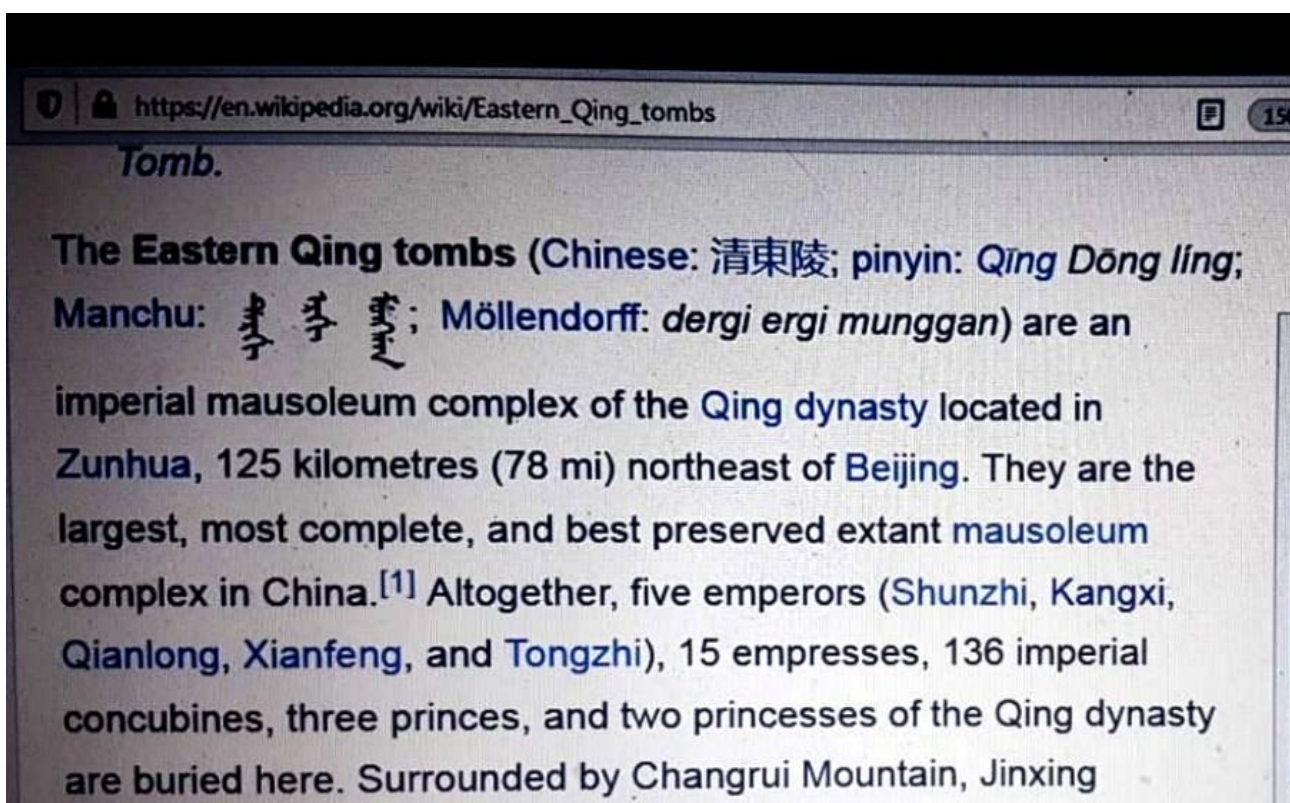 https://en.wikipedia.org/wiki/Eastern_Qing_tombs
Tomb.
The Eastern Qing tombs (Chinese: 清東陵; pinyin: Qīng Dōng líng;
Manchu: ᡩᡝᡵᡤᡳ ᡝᡵᡤᡳ ᠮᡠᠩᡤᠠᠨ; Möllendorff: dergi ergi munggan) are an
imperial mausoleum complex of the Qing dynasty located in
Zunhua, 125 kilometres (78 mi) northeast of Beijing. They are the
largest, most complete, and best preserved extant mausoleum
complex in China.[1] Altogether, five emperors (Shunzhi, Kangxi,
Qianlong, Xianfeng, and Tongzhi), 15 empresses, 136 imperial
concubines, three princes, and two princesses of the Qing dynasty
are buried here. Surrounded by Changrui Mountain, Jinxing